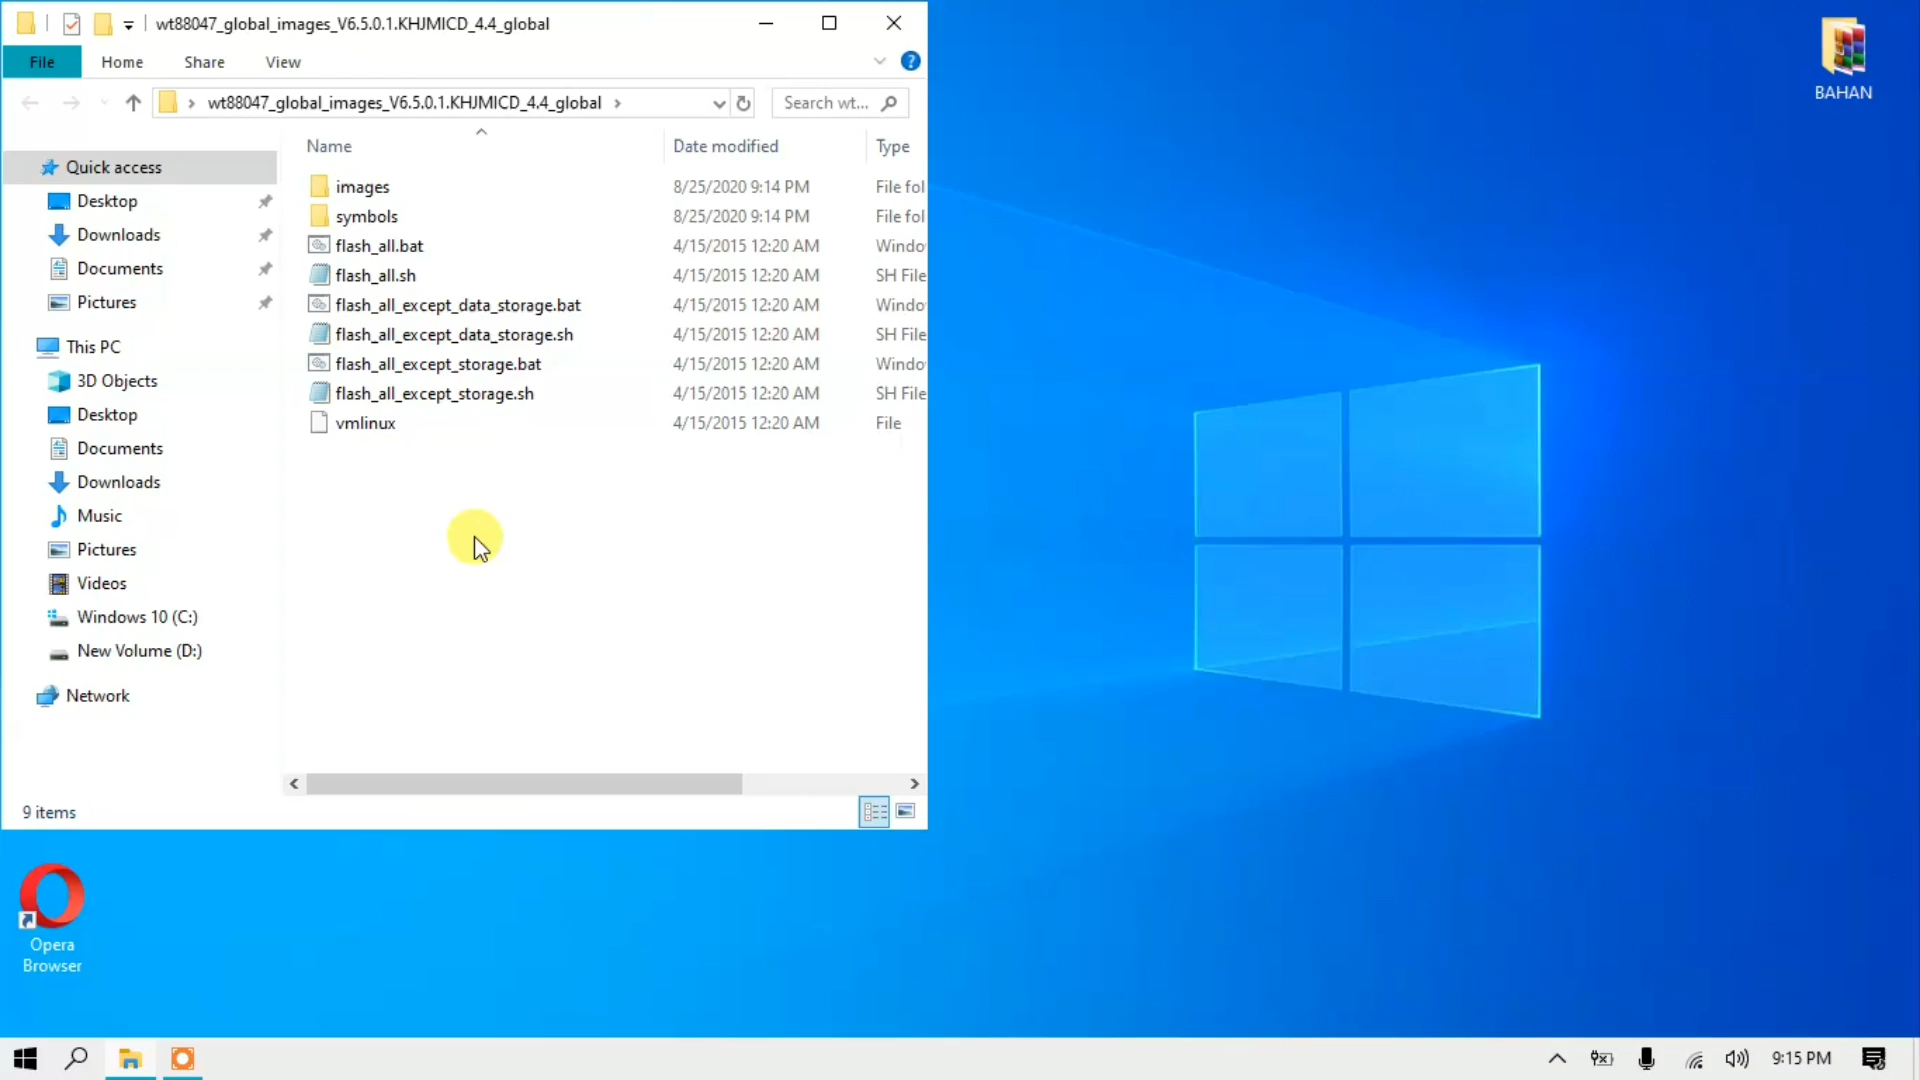 wt88047_global_images_V6.5.0.1.KHJMICD_4.4_global
File Home Share View
wt88047_global_images_V6.5.0.1.KHJMICD_4.4_global
Search wt...
Name Date modified Type
Quick access
Desktop
Downloads
Documents
Pictures
This PC
3D Objects
Desktop
Documents
Downloads
Music
Pictures
Videos
Windows 10 (C:)
New Volume (D:)
Network
images 8/25/2020 9:14 PM File fol
symbols 8/25/2020 9:14 PM File fol
flash_all.bat 4/15/2015 12:20 AM Windo
flash_all.sh 4/15/2015 12:20 AM SH File
flash_all_except_data_storage.bat 4/15/2015 12:20 AM Windo
flash_all_except_data_storage.sh 4/15/2015 12:20 AM SH File
flash_all_except_storage.bat 4/15/2015 12:20 AM Windo
flash_all_except_storage.sh 4/15/2015 12:20 AM SH File
vmlinux 4/15/2015 12:20 AM File
9 items
BAHAN
Opera
Browser
9:15 PM